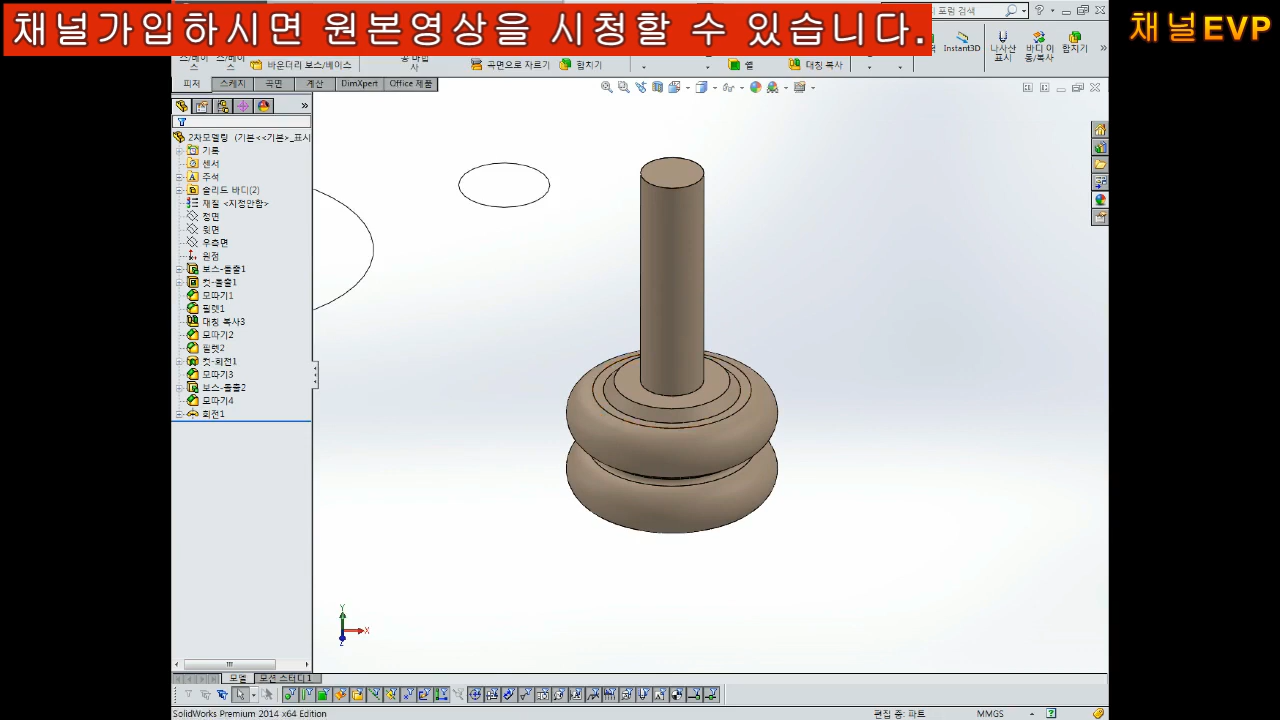 채널가입하시면 원본영상을 시청할 수 있습니다.
채널EVP
바운더리 보스/베이스
곡면으로 자르기
합치기
쉘
대칭 복사
Instant3D
나사산 표시
바디 이동/복사
합치기
피처
스케치
곡면
계산
DimXpert
Office 제품
2차모델링 (기본<<기본>_표시
기록
센서
주석
솔리드 바디(2)
재질 <지정안함>
정면
윗면
우측면
원점
보스-돌출1
컷-돌출1
모따기1
필렛1
대칭 복사3
모따기2
필렛2
컷-회전1
모따기3
보스-돌출2
모따기4
회전1
Y
X
Z
모델
모션 스터디 1
SolidWorks Premium 2014 x64 Edition
편집 중: 파트
MMGS